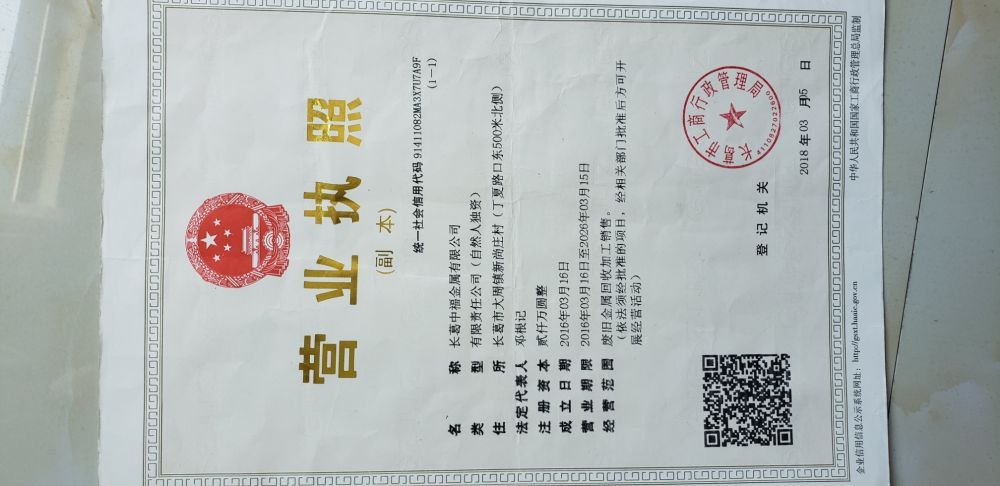 营业执照
(副 本)
统一社会信用代码 91411082MA3X7U7A9F
(1-1)
名 称 长葛中福金属有限公司
类 型 有限责任公司(自然人独资)
住 所 长葛市大周镇新尚庄村(丁夏路口东500米北侧)
法定代表人 邓根记
注册资本 贰仟万圆整
成立日期 2016年03月16日
营业期限 2016年03月16日至2026年03月15日
经营范围 废旧金属回收加工销售。
(依法须经批准的项目,经相关部门批准后方可开
展经营活动)
登记机关
长葛市工商行政管理局
4110827022809
2018 年 03 月 05 日
企业信用信息公示系统网址: http://gsxt.haaic.gov.cn
中华人民共和国国家工商行政管理总局监制